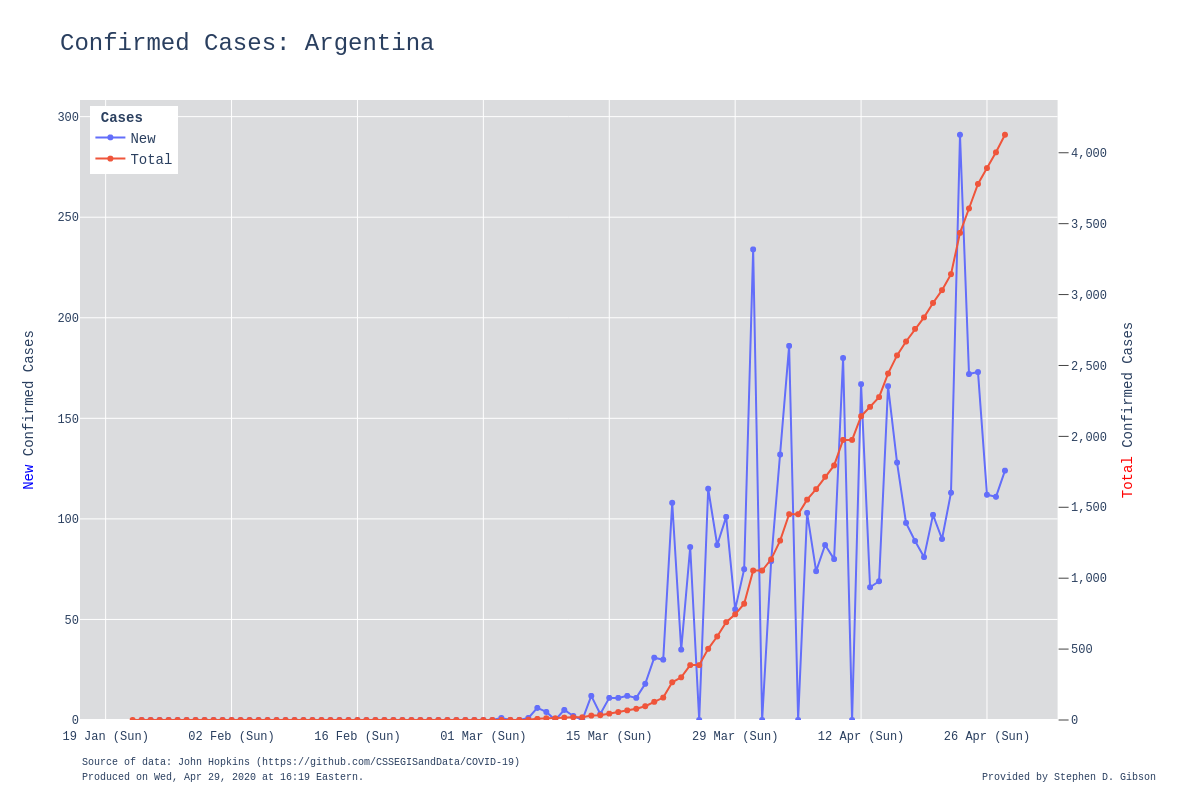 Confirmed Cases: Argentina
Cases
New
Total
300
250
200
150
100
50
0
4,000
3,500
3,000
2,500
2,000
1,500
1,000
500
0
New Confirmed Cases
Total Confirmed Cases
19 Jan (Sun) 02 Feb (Sun) 16 Feb (Sun) 01 Mar (Sun) 15 Mar (Sun) 29 Mar (Sun) 12 Apr (Sun) 26 Apr (Sun)
Source of data: John Hopkins (https://github.com/CSSEGISandData/COVID-19)
Produced on Wed, Apr 29, 2020 at 16:19 Eastern.
Provided by Stephen D. Gibson